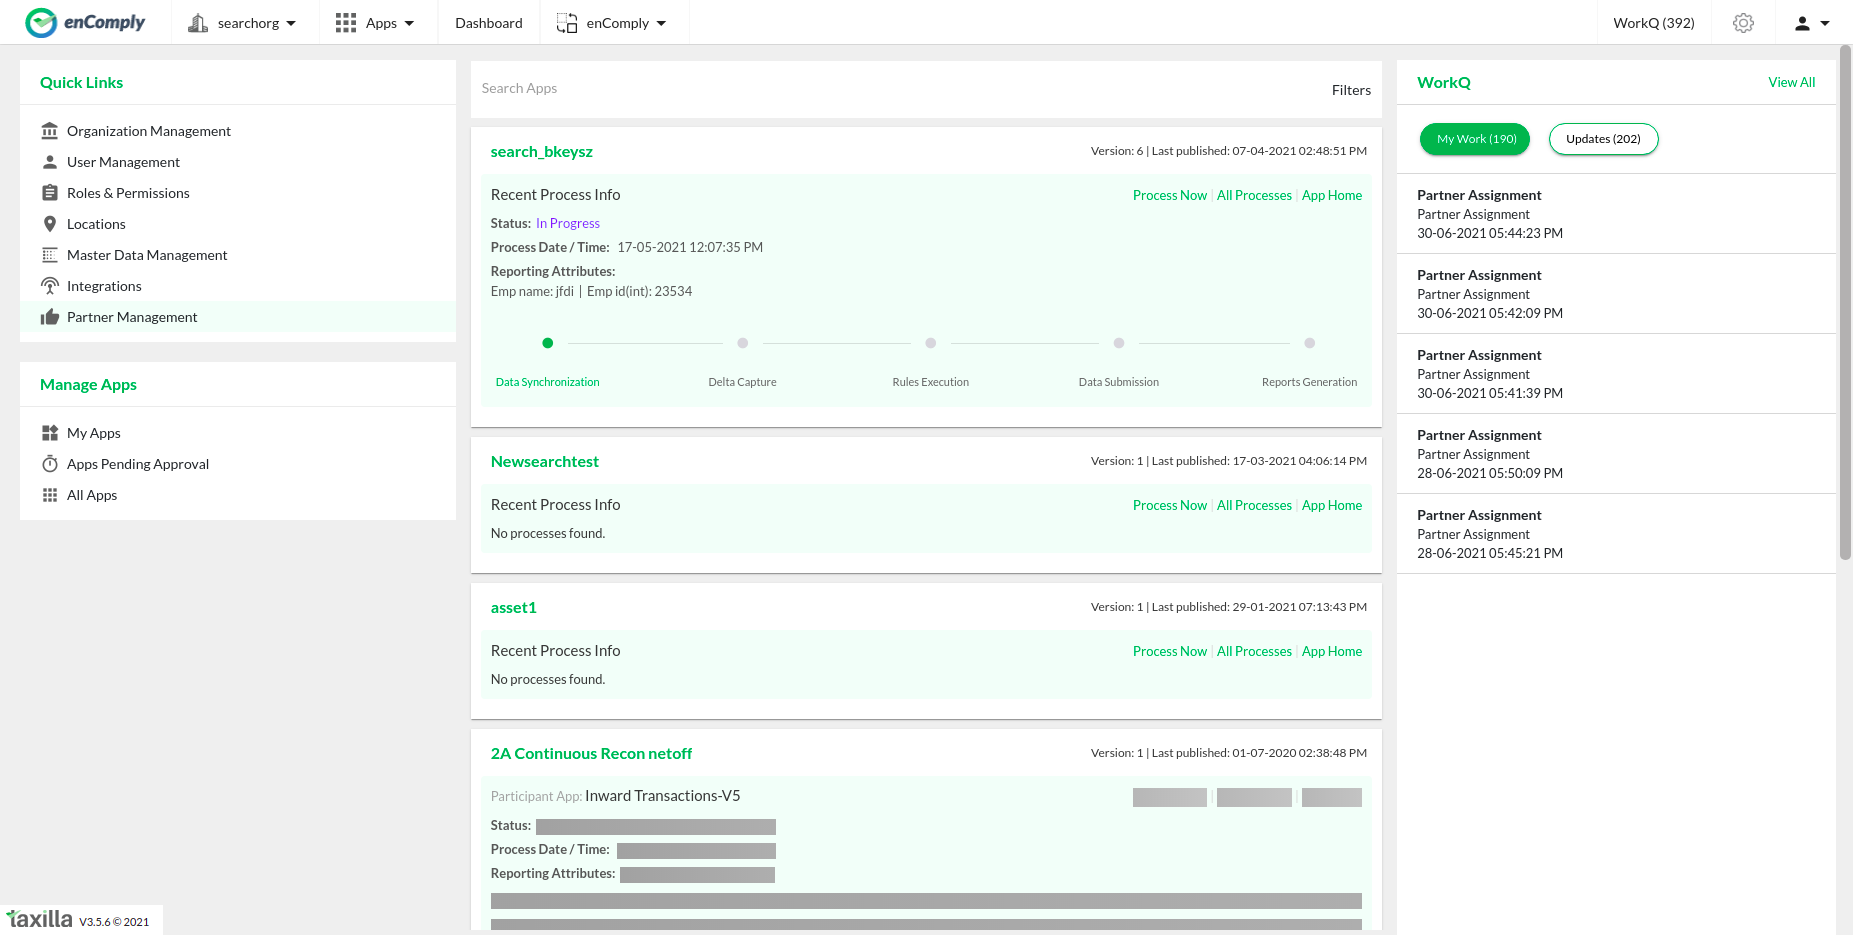 enComply searchorg Apps Dashboard enComply WorkQ (392)
Quick Links
Organization Management
User Management
Roles & Permissions
Locations
Master Data Management
Integrations
Partner Management
Manage Apps
My Apps
Apps Pending Approval
All Apps
Search Apps Filters
search_bkeysz Version: 6 | Last published: 07-04-2021 02:48:51 PM
Recent Process Info Process Now | All Processes | App Home
Status: In Progress
Process Date / Time: 17-05-2021 12:07:35 PM
Reporting Attributes:
Emp name: jfdi | Emp id(int): 23534
Data Synchronization Delta Capture Rules Execution Data Submission Reports Generation
Newsearchtest Version: 1 | Last published: 17-03-2021 04:06:14 PM
Recent Process Info Process Now | All Processes | App Home
No processes found.
asset1 Version: 1 | Last published: 29-01-2021 07:13:43 PM
Recent Process Info Process Now | All Processes | App Home
No processes found.
2A Continuous Recon netoff Version: 1 | Last published: 01-07-2020 02:38:48 PM
Participant App: Inward Transactions-V5
Status:
Process Date / Time:
Reporting Attributes:
WorkQ View All
My Work (190) Updates (202)
Partner Assignment
Partner Assignment
30-06-2021 05:44:23 PM
Partner Assignment
Partner Assignment
30-06-2021 05:42:09 PM
Partner Assignment
Partner Assignment
30-06-2021 05:41:39 PM
Partner Assignment
Partner Assignment
28-06-2021 05:50:09 PM
Partner Assignment
Partner Assignment
28-06-2021 05:45:21 PM
taxilla V3.5.6 © 2021